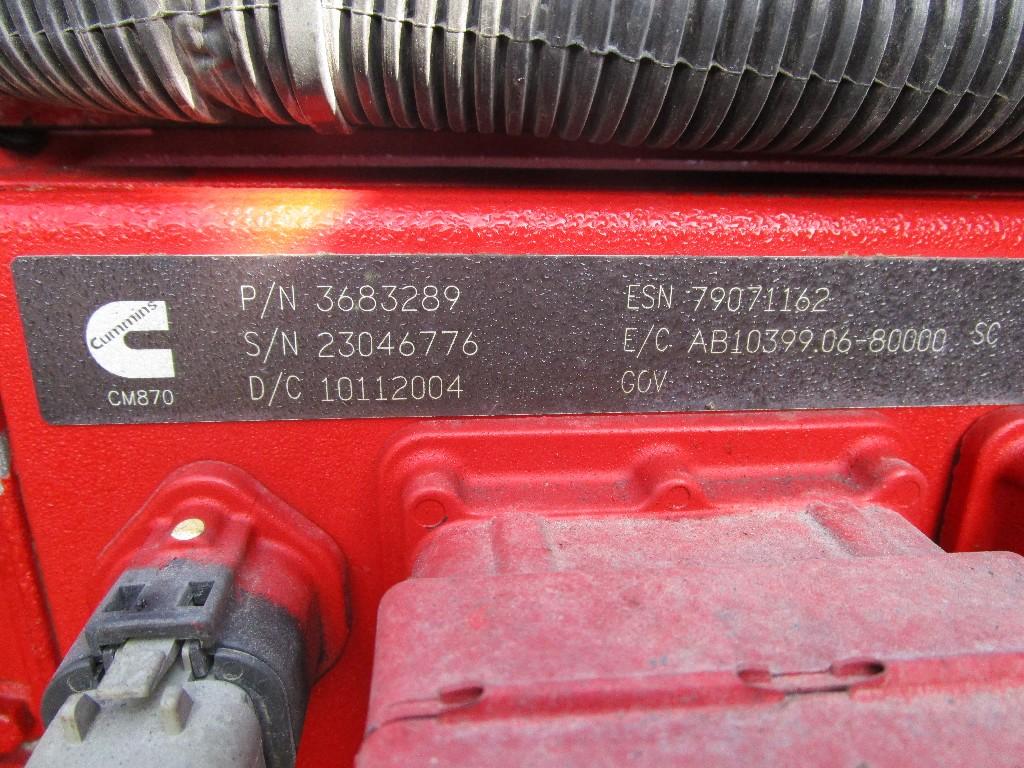 Cummins
CM870
P/N 3683289
S/N 23046776
D/C 10112004
ESN 79071162
E/C AB10399.06-80000 SC
GOV